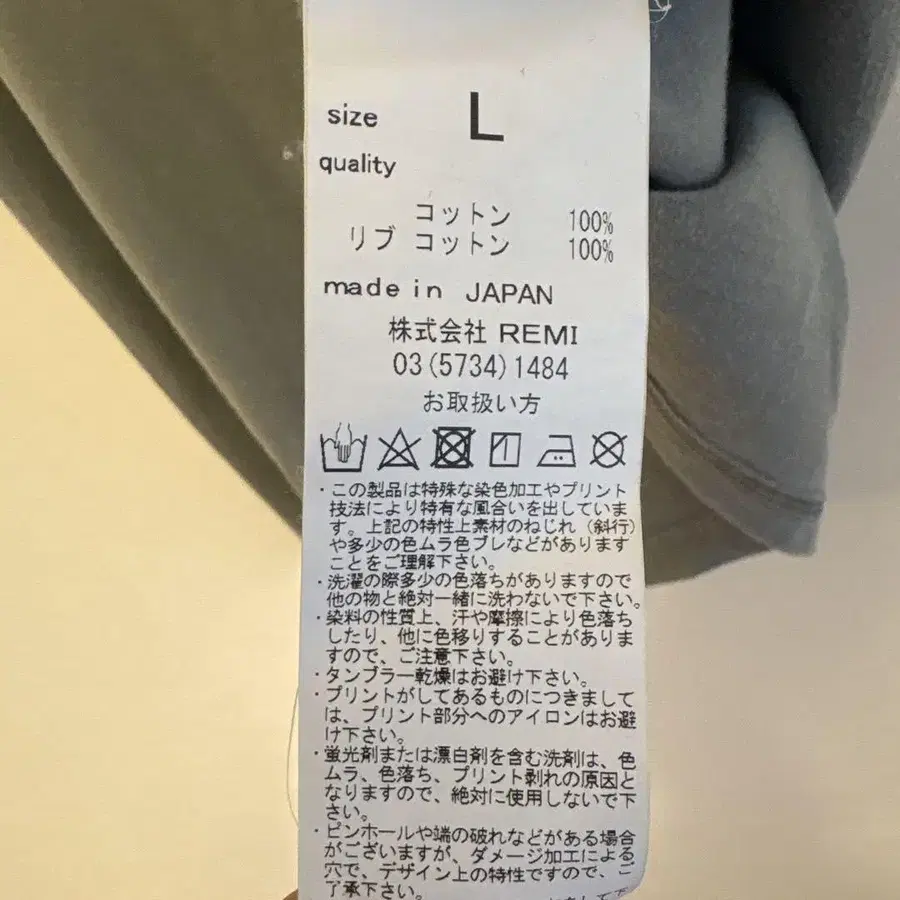 size L
quality
コットン 100%
リブ コットン 100%
made in JAPAN
株式会社 REMI
03(5734)1484
お取扱い方
・この製品は特殊な染色加工やプリント
技法により特有な風合いを出していま
す。上記の特性上素材のねじれ（斜行）
や多少の色ムラ色ブレなどがあります
ことをご理解下さい。
・洗濯の際多少の色落ちがありますので
他の物と絶対一緒に洗わないで下さい。
・染料の性質上、汗や摩擦により色落ち
したり、他に色移りすることがありま
すので、ご注意下さい。
・タンブラー乾燥はお避け下さい。
・プリントがしてあるものにつきまして
は、プリント部分へのアイロンはお避
け下さい。
・蛍光剤または漂白剤を含む洗剤は、色
ムラ、色落ち、プリント剥れの原因と
なりますので、絶対に使用しないで下
さい。
・ピンホールや端の破れなどがある場合
がございますが、ダメージ加工による
穴で、デザイン上の特性ですので、ご
了承下さい。